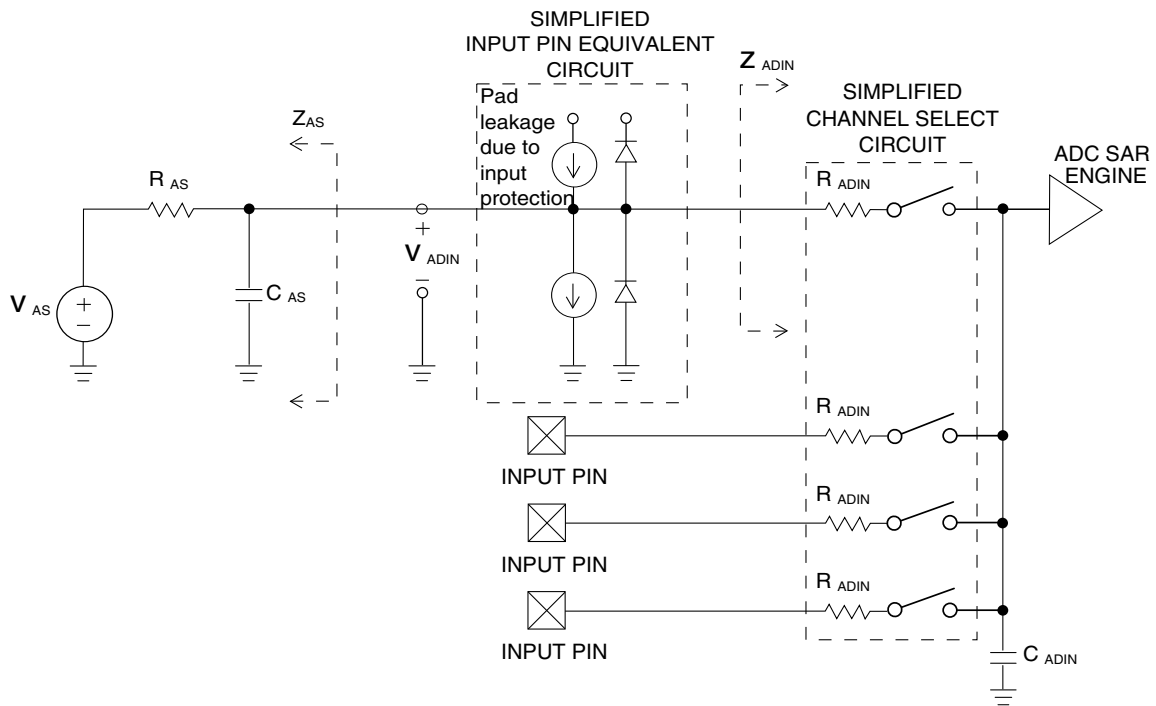 SIMPLIFIED
INPUT PIN EQUIVALENT
CIRCUIT
Pad
leakage
due to
input
protection
Z ADIN
SIMPLIFIED
CHANNEL SELECT
CIRCUIT
ADC SAR
ENGINE
ZAS
R AS
R ADIN
+
V ADIN
–
C AS
V AS
+
–
R ADIN
INPUT PIN
R ADIN
INPUT PIN
R ADIN
INPUT PIN
C ADIN